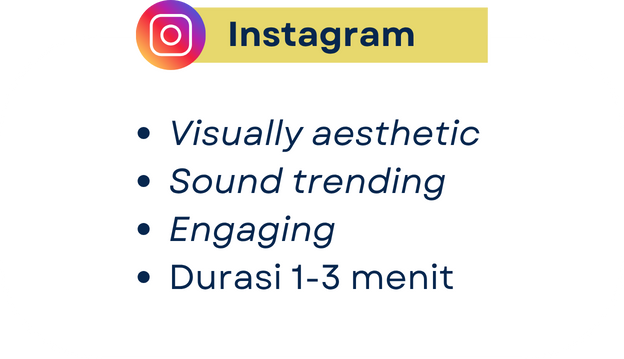 Instagram
Visually aesthetic
Sound trending
Engaging
Durasi 1-3 menit